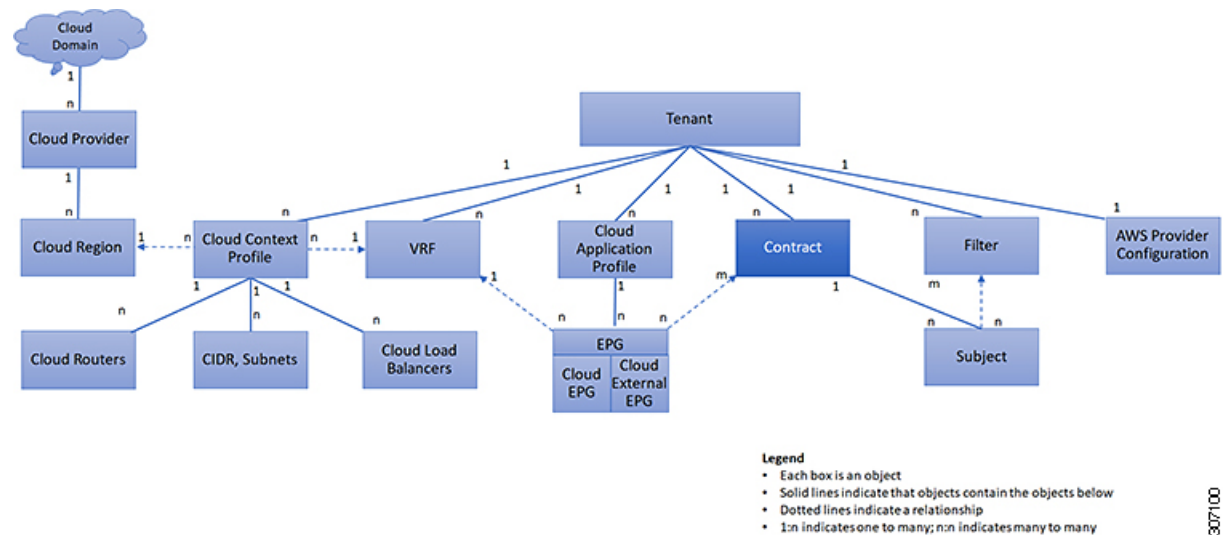 Cloud
Domain
1
n
Cloud Provider
1
n
Cloud Region
Tenant
1
1
1
1
1
1
1
n
n
n
n
n
1
1
n
Cloud Context
Profile
n
1
VRF
Cloud
Application
Profile
Contract
Filter
AWS Provider
Configuration
1
1
1
n
n
n
Cloud Routers
CIDR, Subnets
Cloud Load
Balancers
1
n
1
n
m
n
EPG
Cloud
EPG
Cloud
External
EPG
1
n
m
n
Subject
Legend
• Each box is an object
• Solid lines indicate that objects contain the objects below
• Dotted lines indicate a relationship
• 1:n indicates one to many; n:n indicates many to many
307100